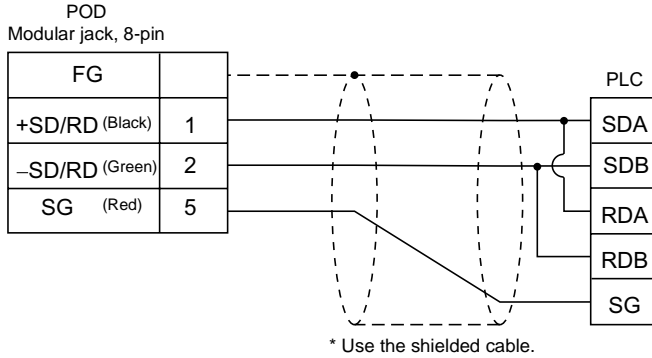 POD
Modular jack, 8-pin
PLC
FG
+SD/RD (Black) 1
−SD/RD (Green) 2
SG (Red) 5
SDA
SDB
RDA
RDB
SG
* Use the shielded cable.